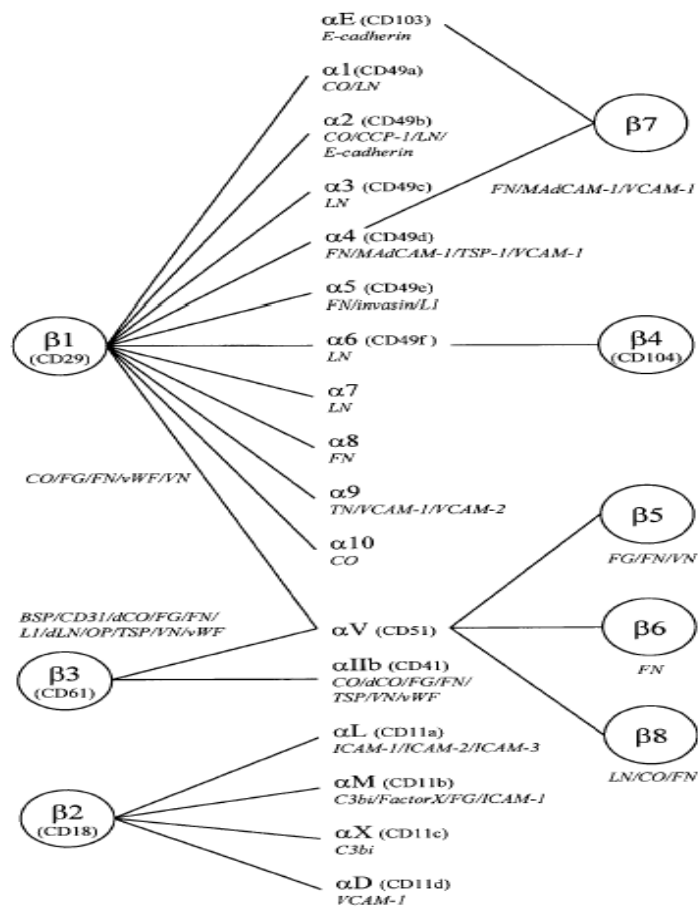 αE (CD103)
E-cadherin
α1(CD49a)
CO/LN
α2 (CD49b)
CO/CCP-1/LN/
E-cadherin
α3 (CD49c)
LN
α4 (CD49d)
FN/MAdCAM-1/TSP-1/VCAM-1
α5 (CD49e)
FN/invasin/L1
α6 (CD49f)
LN
α7
LN
α8
FN
α9
TN/VCAM-1/VCAM-2
α10
CO
αV (CD51)
αIIb (CD41)
CO/dCO/FG/FN/
TSP/VN/vWF
αL (CD11a)
ICAM-1/ICAM-2/ICAM-3
αM (CD11b)
C3bi/FactorX/FG/ICAM-1
αX (CD11c)
C3bi
αD (CD11d)
VCAM-1
β1
(CD29)
CO/FG/FN/vWF/VN
BSP/CD31/dCO/FG/FN/
L1/dLN/OP/TSP/VN/vWF
β3
(CD61)
β2
(CD18)
β7
FN/MAdCAM-1/VCAM-1
β4
(CD104)
β5
FG/FN/VN
β6
FN
β8
LN/CO/FN